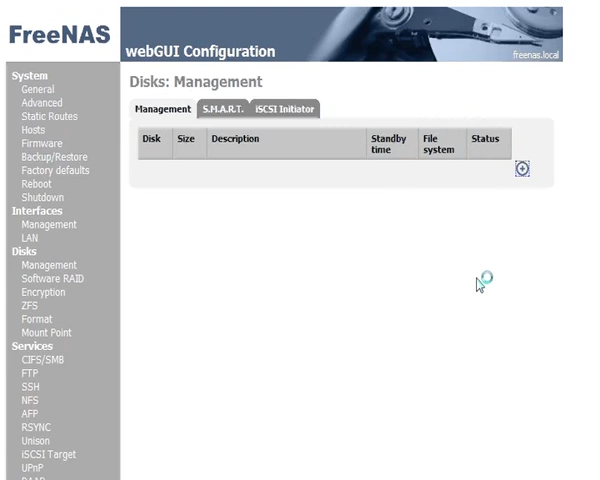 FreeNAS
webGUI Configuration
freenas.local
System
General
Advanced
Static Routes
Hosts
Firmware
Backup/Restore
Factory defaults
Reboot
Shutdown
Interfaces
Management
LAN
Disks
Management
Software RAID
Encryption
ZFS
Format
Mount Point
Services
CIFS/SMB
FTP
SSH
NFS
AFP
RSYNC
Unison
iSCSI Target
UPnP
Disks: Management
Management S.M.A.R.T. iSCSI Initiator
Disk Size Description Standby time File system Status